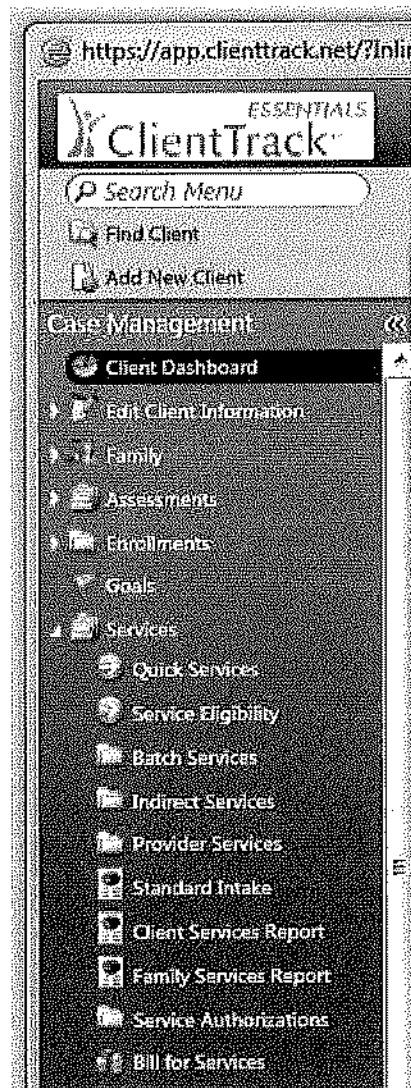 https://app.clienttrack.net/?Inli
ESSENTIALS
ClientTrack™
Search Menu
Find Client
Add New Client
Case Management
Client Dashboard
Edit Client Information
Family
Assessments
Enrollments
Goals
Services
Quick Services
Service Eligibility
Batch Services
Indirect Services
Provider Services
Standard Intake
Client Services Report
Family Services Report
Service Authorizations
Bill for Services